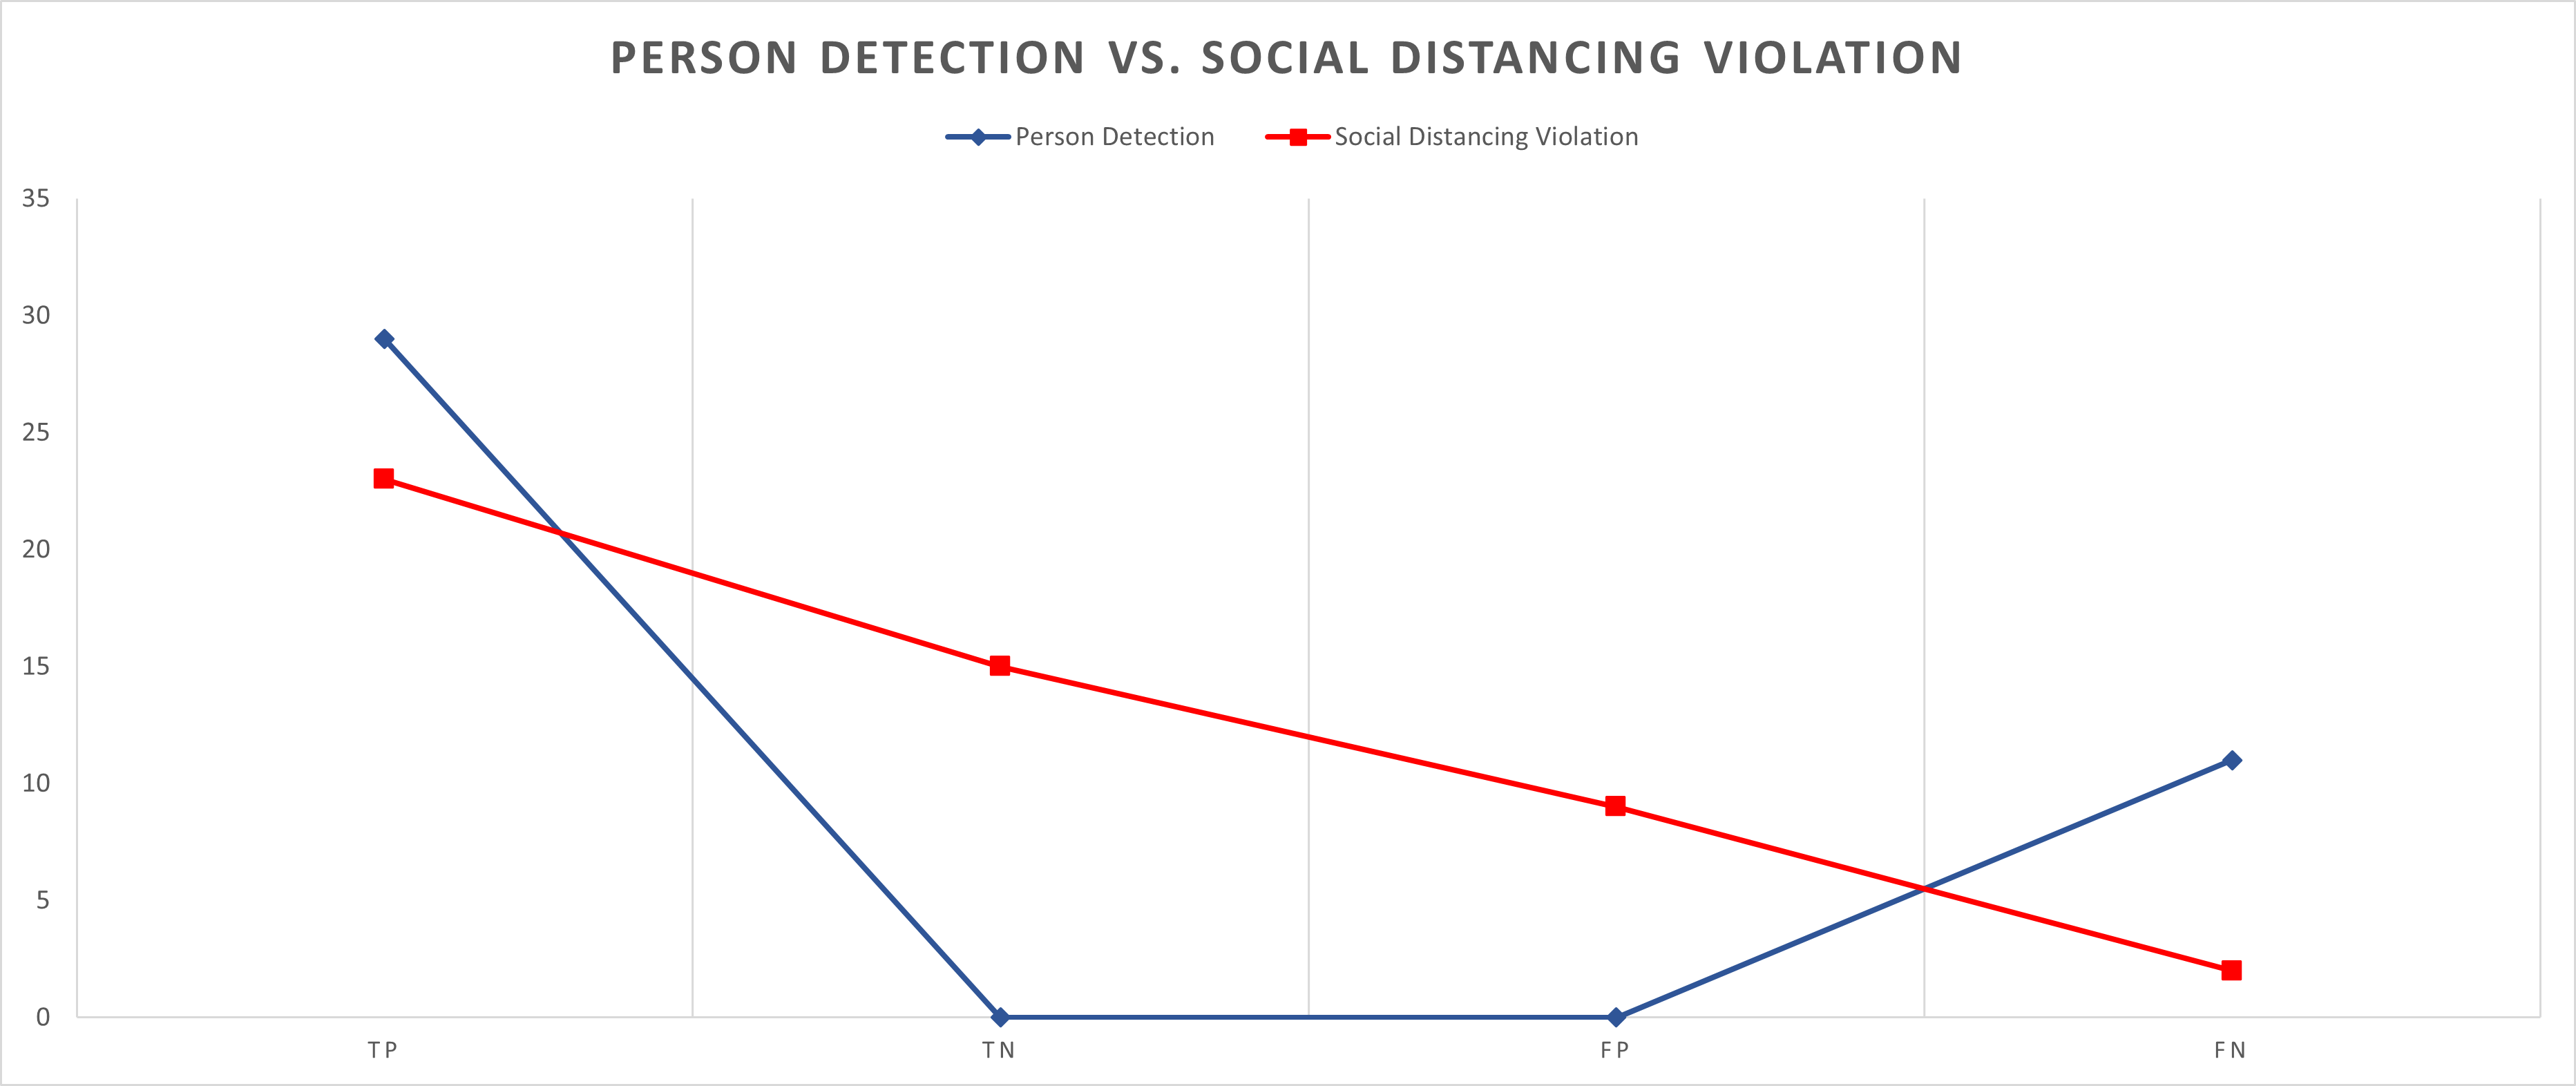 PERSON DETECTION VS. SOCIAL DISTANCING VIOLATION
Person Detection Social Distancing Violation
35
30
25
20
15
10
5
0
TP TN FP FN